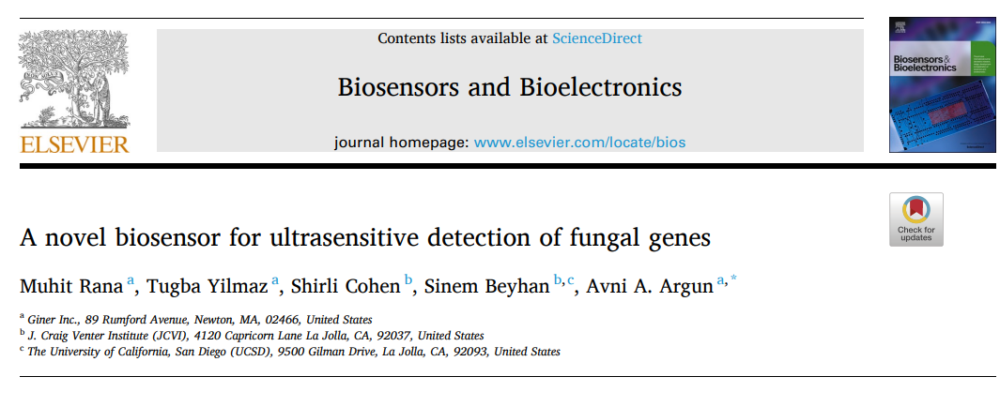 Contents lists available at ScienceDirect
Biosensors and Bioelectronics
journal homepage: www.elsevier.com/locate/bios
ELSEVIER
Biosensors &
Bioelectronics
Check for
updates
A novel biosensor for ultrasensitive detection of fungal genes
Muhit Rana a, Tugba Yilmaz a, Shirli Cohen b, Sinem Beyhan b, c, Avni A. Argun a, *
a Giner Inc., 89 Rumford Avenue, Newton, MA, 02466, United States
b J. Craig Venter Institute (JCVI), 4120 Capricorn Lane La Jolla, CA, 92037, United States
c The University of California, San Diego (UCSD), 9500 Gilman Drive, La Jolla, CA, 92093, United States